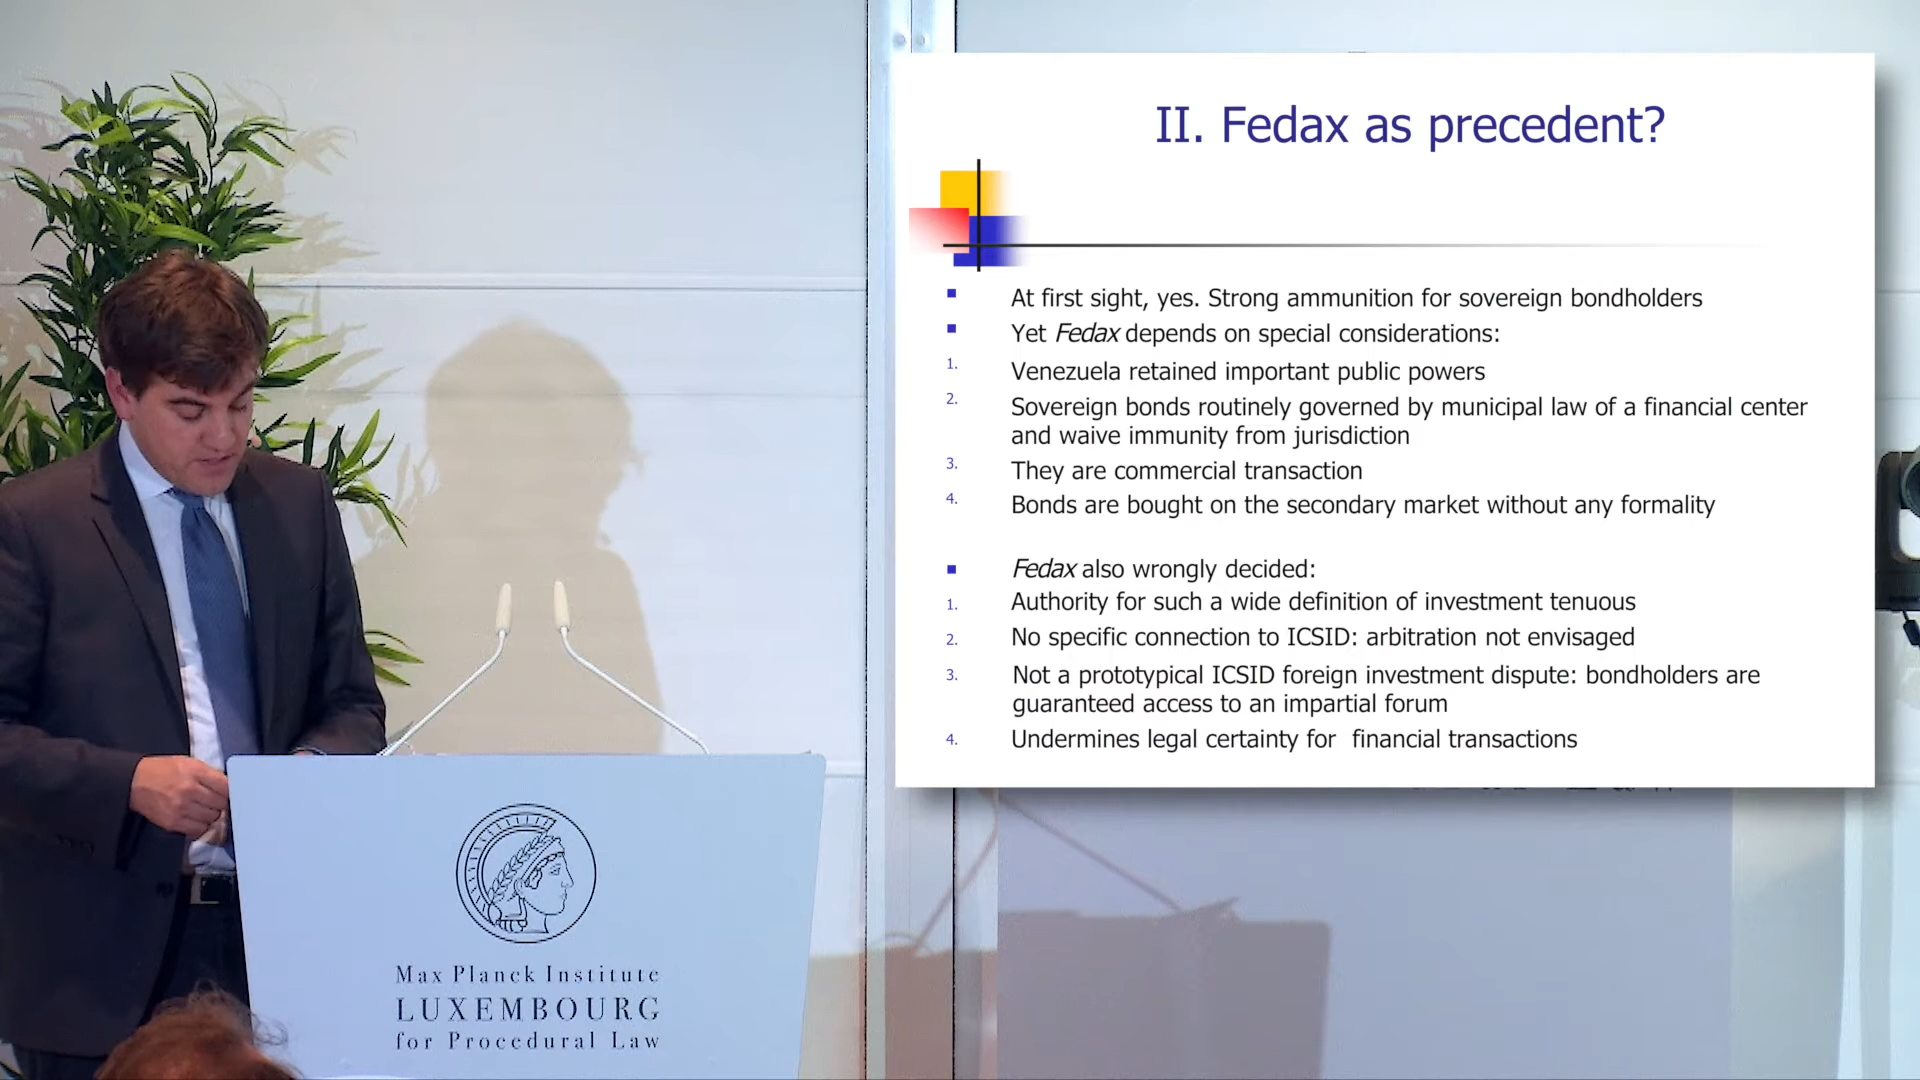 II. Fedax as precedent?
At first sight, yes. Strong ammunition for sovereign bondholders
Yet Fedax depends on special considerations:
1. Venezuela retained important public powers
2. Sovereign bonds routinely governed by municipal law of a financial center
and waive immunity from jurisdiction
3. They are commercial transaction
4. Bonds are bought on the secondary market without any formality
Fedax also wrongly decided:
1. Authority for such a wide definition of investment tenuous
2. No specific connection to ICSID: arbitration not envisaged
3. Not a prototypical ICSID foreign investment dispute: bondholders are
guaranteed access to an impartial forum
4. Undermines legal certainty for financial transactions
Max Planck Institute
LUXEMBOURG
for Procedural Law